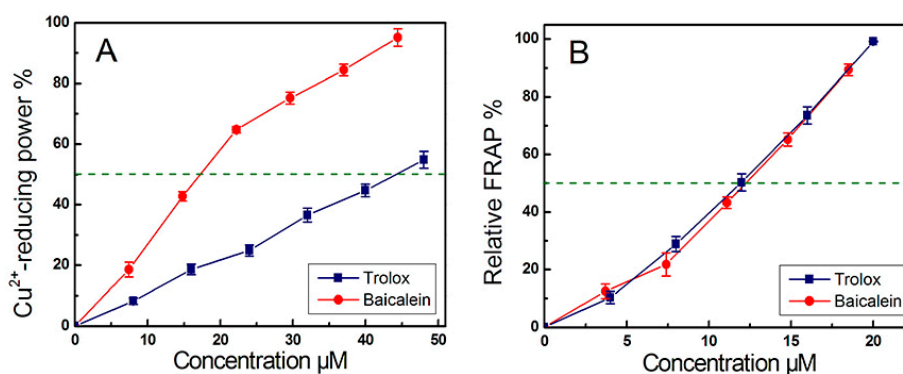 A
Cu²⁺-reducing power %
100
80
60
40
20
0
0 10 20 30 40 50
Concentration µM
Trolox
Baicalein
B
Relative FRAP %
100
80
60
40
20
0
0 5 10 15 20
Concentration µM
Trolox
Baicalein